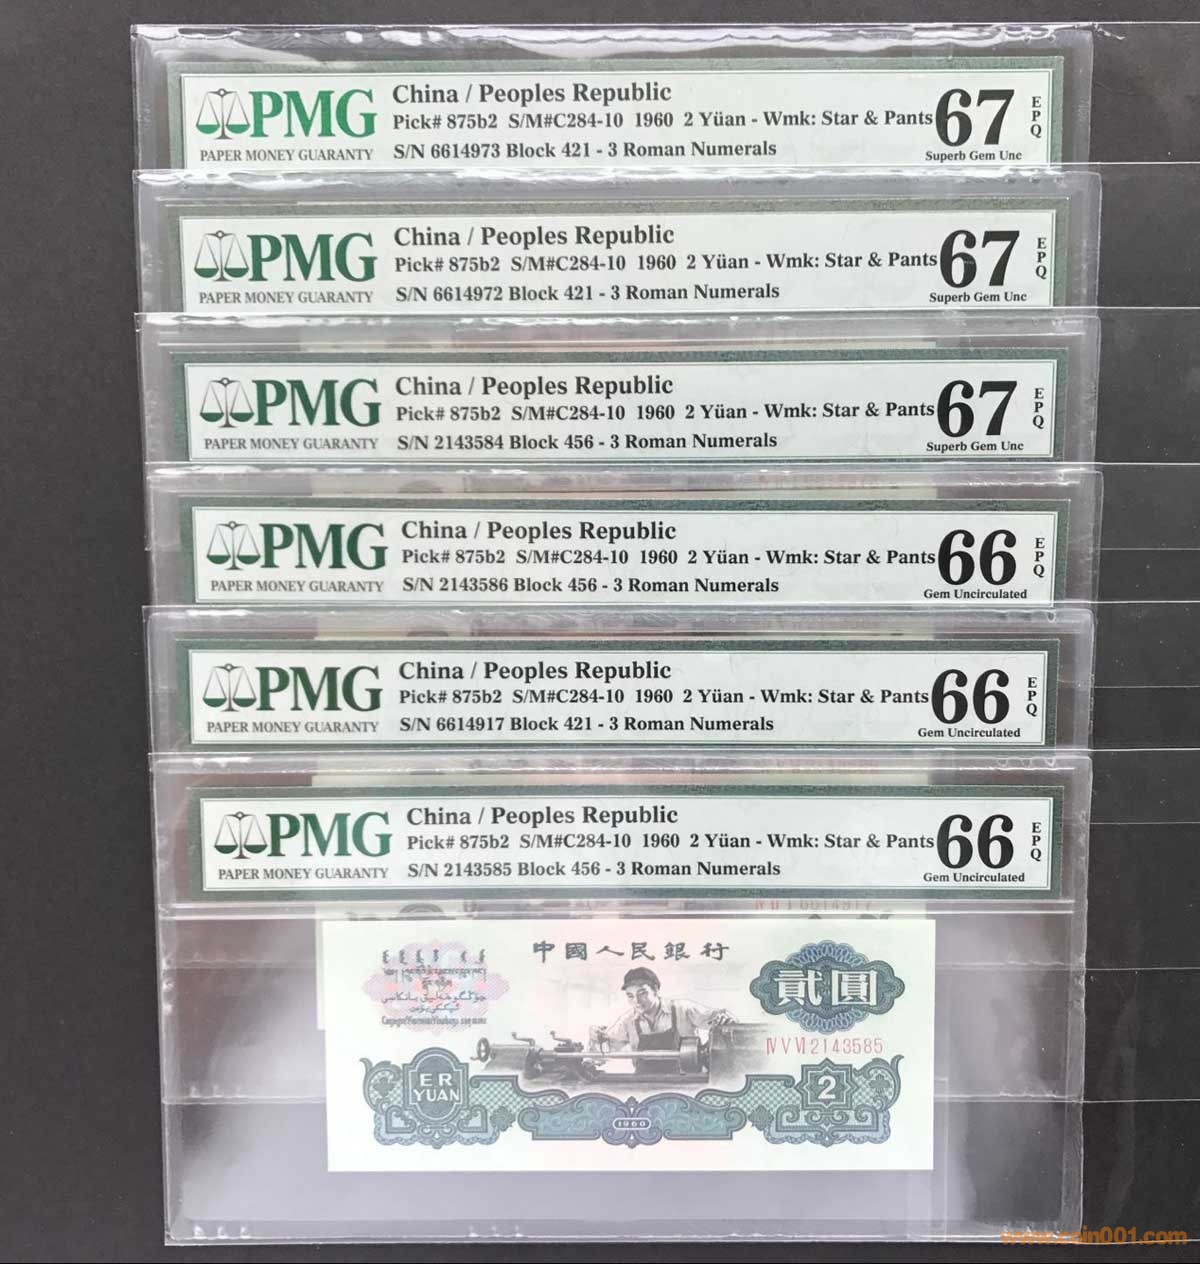 PMG
PAPER MONEY GUARANTY
China / Peoples Republic
Pick# 875b2 S/M#C284-10 1960 2 Yüan - Wmk: Star & Pants
S/N 6614973 Block 421 - 3 Roman Numerals
67
EPQ
Superb Gem Unc
PMG
PAPER MONEY GUARANTY
China / Peoples Republic
Pick# 875b2 S/M#C284-10 1960 2 Yüan - Wmk: Star & Pants
S/N 6614972 Block 421 - 3 Roman Numerals
67
EPQ
Superb Gem Unc
PMG
PAPER MONEY GUARANTY
China / Peoples Republic
Pick# 875b2 S/M#C284-10 1960 2 Yüan - Wmk: Star & Pants
S/N 2143584 Block 456 - 3 Roman Numerals
67
EPQ
Superb Gem Unc
PMG
PAPER MONEY GUARANTY
China / Peoples Republic
Pick# 875b2 S/M#C284-10 1960 2 Yüan - Wmk: Star & Pants
S/N 2143586 Block 456 - 3 Roman Numerals
66
EPQ
Gem Uncirculated
PMG
PAPER MONEY GUARANTY
China / Peoples Republic
Pick# 875b2 S/M#C284-10 1960 2 Yüan - Wmk: Star & Pants
S/N 6614917 Block 421 - 3 Roman Numerals
66
EPQ
Gem Uncirculated
PMG
PAPER MONEY GUARANTY
China / Peoples Republic
Pick# 875b2 S/M#C284-10 1960 2 Yüan - Wmk: Star & Pants
S/N 2143585 Block 456 - 3 Roman Numerals
66
EPQ
Gem Uncirculated
6614917
中國人民銀行
貳圓
Ⅳ Ⅴ Ⅵ 2143585
ER
YUAN
2
1960
www.coin001.com